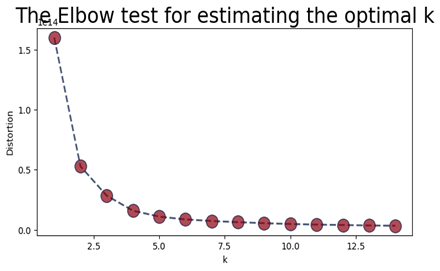 The Elbow test for estimating the optimal k
1e14
1.5
1.0
0.5
0.0
Distortion
2.5 5.0 7.5 10.0 12.5
k